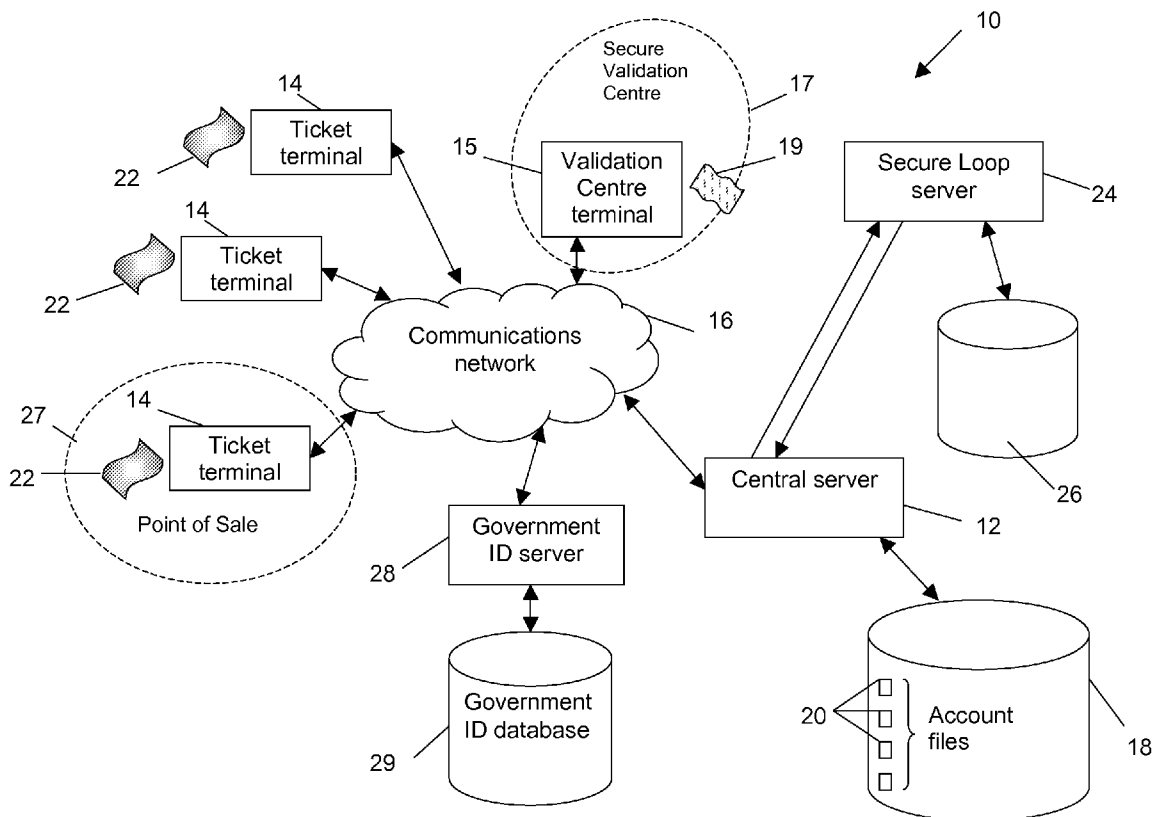 10
Secure
Validation
Centre
17
14
Ticket
terminal
22
15
Validation
Centre
terminal
19
Secure Loop
server
24
14
Ticket
terminal
22
Communications
network
16
26
27
14
Ticket
terminal
22
Point of Sale
Central server
12
Government
ID server
28
Government
ID database
29
20
Account
files
18